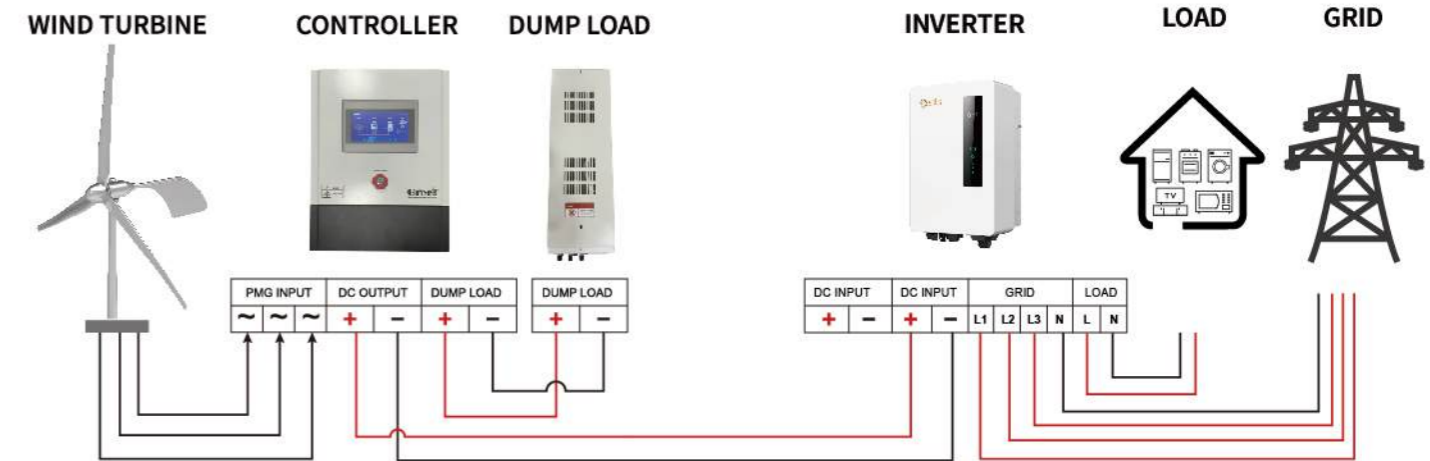 WIND TURBINE CONTROLLER DUMP LOAD INVERTER LOAD GRID
TV
PMG INPUT DC OUTPUT DUMP LOAD DUMP LOAD DC INPUT DC INPUT GRID LOAD
~ ~ ~ + − + − + − + − + − L1 L2 L3 N L N